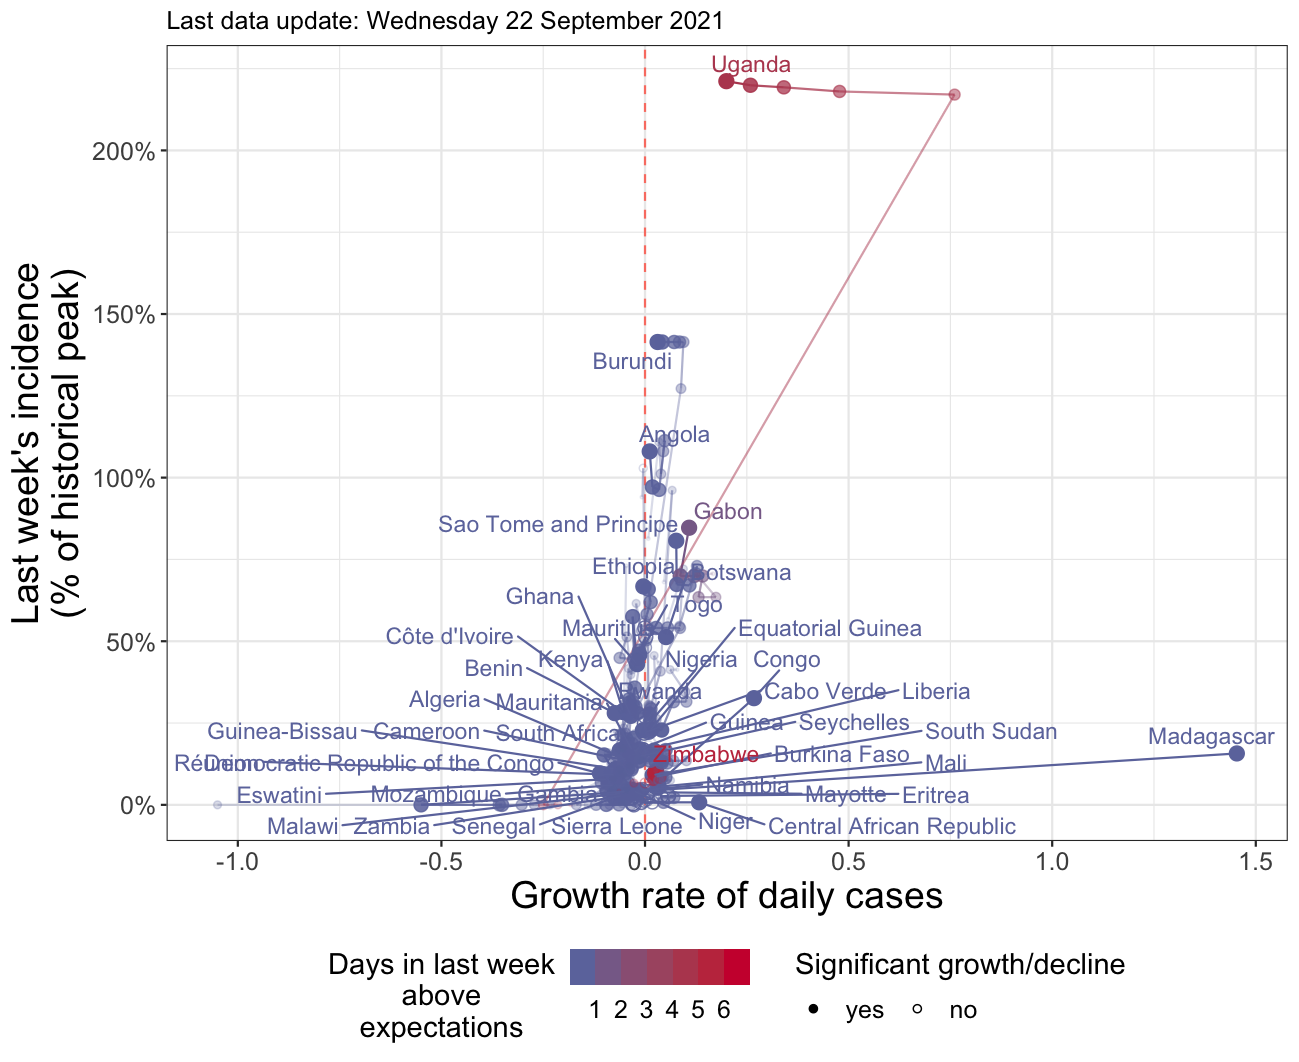 Last data update: Wednesday 22 September 2021
Uganda
200%
150%
Burundi
Angola
100%
Gabon
Sao Tome and Principe
Ethiopia
Botswana
Ghana
Togo
Côte d'Ivoire
Mauritius
Equatorial Guinea
50%
Benin
Kenya
Nigeria
Congo
Algeria
Mauritania
Rwanda
Cabo Verde
Liberia
Guinea-Bissau
Cameroon
South Africa
Guinea
Seychelles
South Sudan
Madagascar
Réunion
Democratic Republic of the Congo
Zimbabwe
Burkina Faso
Mali
Eswatini
Mozambique
Gambia
Namibia
Mayotte
Eritrea
0%
Malawi
Zambia
Senegal
Sierra Leone
Niger
Central African Republic
-1.0
-0.5
0.0
0.5
1.0
1.5
Last week's incidence
(% of historical peak)
Growth rate of daily cases
Days in last week
above
expectations
1 2 3 4 5 6
Significant growth/decline
yes
no